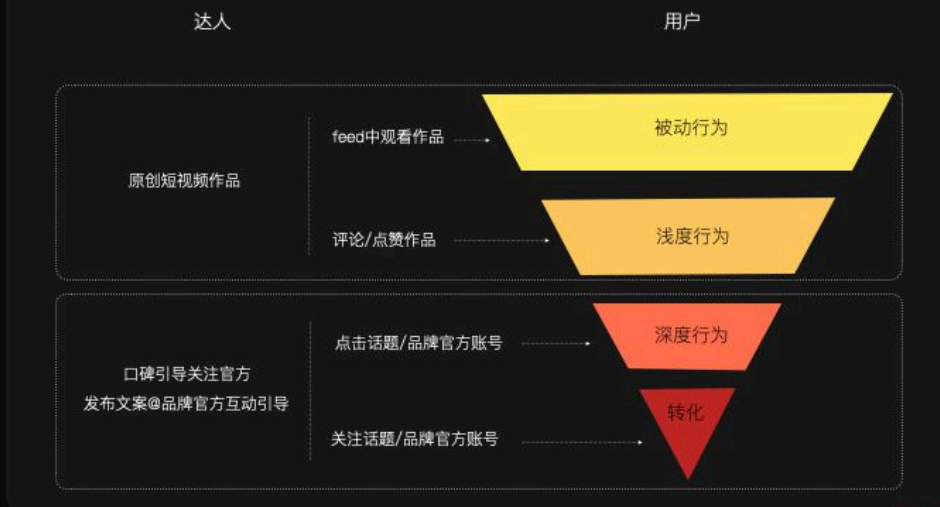 达人
用户
原创短视频作品
feed中观看作品
被动行为
评论/点赞作品
浅度行为
口碑引导关注官方
发布文案@品牌官方互动引导
点击话题/品牌官方账号
深度行为
关注话题/品牌官方账号
转化